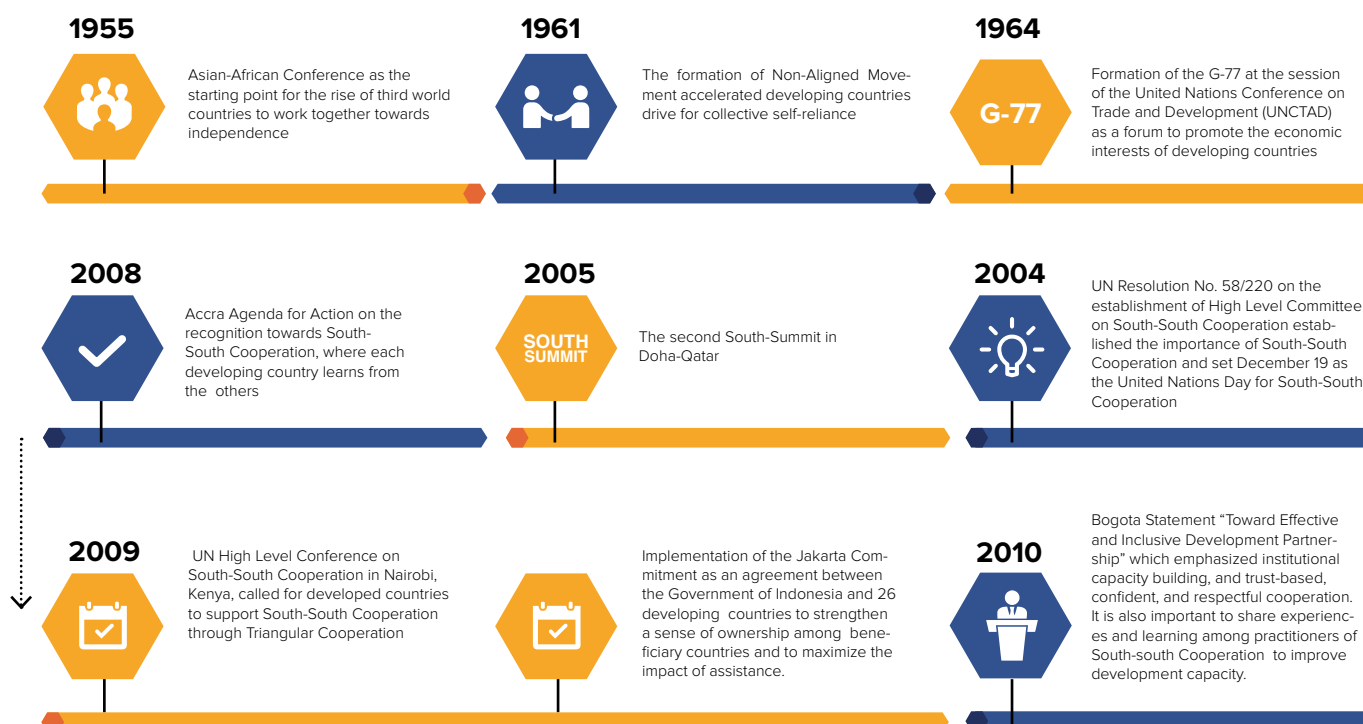 1955
Asian-African Conference as the
starting point for the rise of third world
countries to work together towards
independence
1961
The formation of Non-Aligned Move-
ment accelerated developing countries
drive for collective self-reliance
1964
G-77
Formation of the G-77 at the session
of the United Nations Conference on
Trade and Development (UNCTAD)
as a forum to promote the economic
interests of developing countries
2008
Accra Agenda for Action on the
recognition towards South-
South Cooperation, where each
developing country learns from
the others
2005
SOUTH
SUMMIT
The second South-Summit in
Doha-Qatar
2004
UN Resolution No. 58/220 on the
establishment of High Level Committee
on South-South Cooperation estab-
lished the importance of South-South
Cooperation and set December 19 as
the United Nations Day for South-South
Cooperation
2009
UN High Level Conference on
South-South Cooperation in Nairobi,
Kenya, called for developed countries
to support South-South Cooperation
through Triangular Cooperation
Implementation of the Jakarta Com-
mitment as an agreement between
the Government of Indonesia and 26
developing countries to strengthen
a sense of ownership among bene-
ficiary countries and to maximize the
impact of assistance.
2010
Bogota Statement “Toward Effective
and Inclusive Development Partner-
ship” which emphasized institutional
capacity building, and trust-based,
confident, and respectful cooperation.
It is also important to share experienc-
es and learning among practitioners of
South-south Cooperation to improve
development capacity.